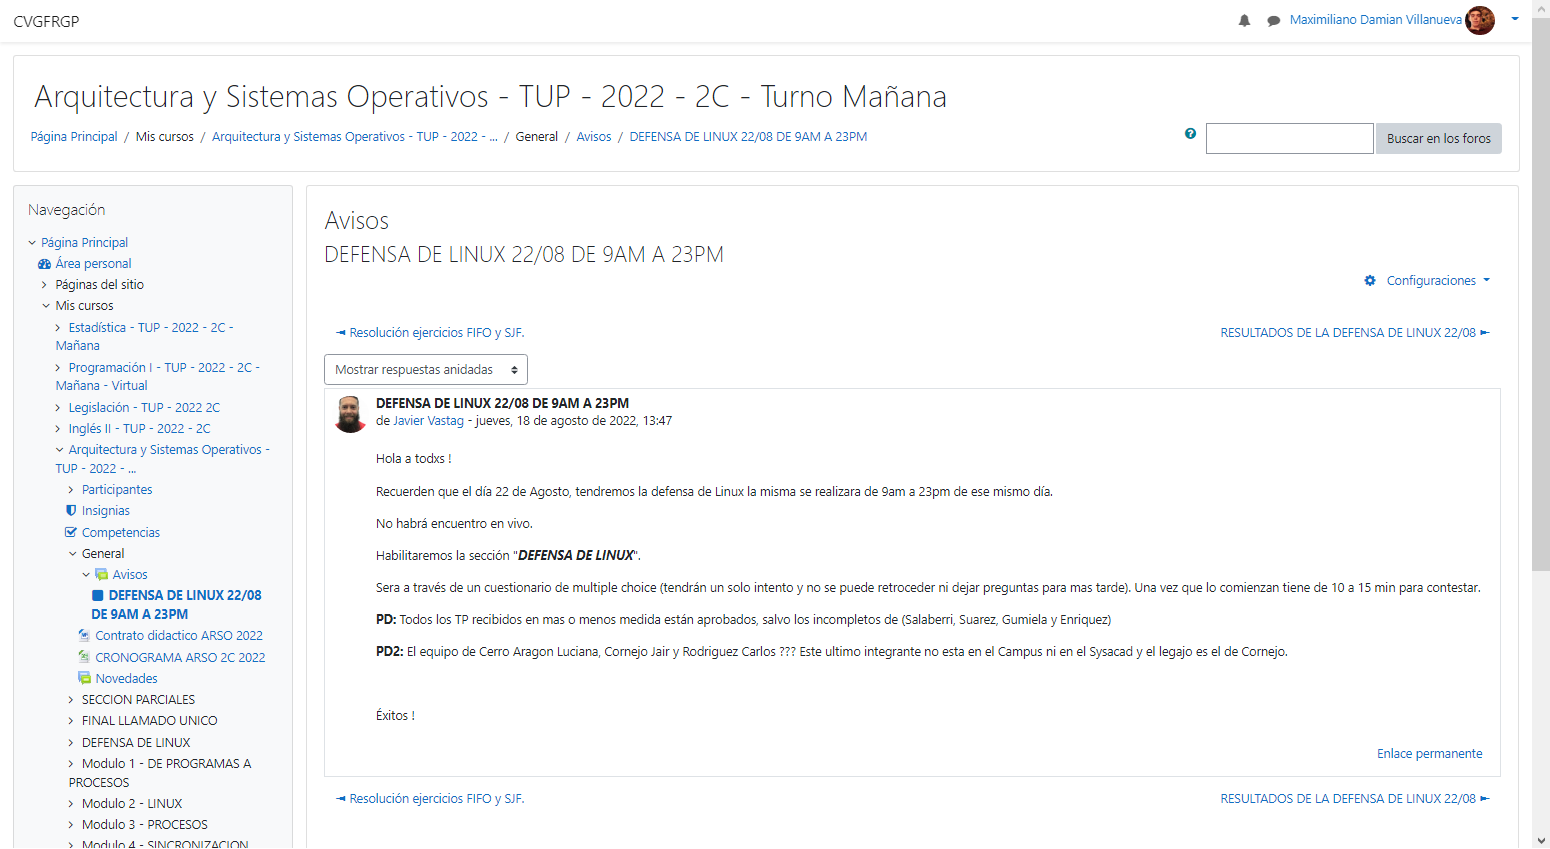 CVGFRGP
Maximiliano Damian Villanueva
Arquitectura y Sistemas Operativos - TUP - 2022 - 2C - Turno Mañana
Página Principal / Mis cursos / Arquitectura y Sistemas Operativos - TUP - 2022 - ... / General / Avisos / DEFENSA DE LINUX 22/08 DE 9AM A 23PM
Buscar en los foros
Navegación
Página Principal
Área personal
Páginas del sitio
Mis cursos
Estadística - TUP - 2022 - 2C -
Mañana
Programación I - TUP - 2022 - 2C -
Mañana - Virtual
Legislación - TUP - 2022 2C
Inglés II - TUP - 2022 - 2C
Arquitectura y Sistemas Operativos -
TUP - 2022 - ...
Participantes
Insignias
Competencias
General
Avisos
DEFENSA DE LINUX 22/08
DE 9AM A 23PM
Contrato didactico ARSO 2022
CRONOGRAMA ARSO 2C 2022
Novedades
SECCION PARCIALES
FINAL LLAMADO UNICO
DEFENSA DE LINUX
Modulo 1 - DE PROGRAMAS A
PROCESOS
Modulo 2 - LINUX
Modulo 3 - PROCESOS
Modulo 4 - SINCRONIZACION
Avisos
DEFENSA DE LINUX 22/08 DE 9AM A 23PM
Configuraciones
◄ Resolución ejercicios FIFO y SJF.
RESULTADOS DE LA DEFENSA DE LINUX 22/08 ►
Mostrar respuestas anidadas
DEFENSA DE LINUX 22/08 DE 9AM A 23PM
de Javier Vastag - jueves, 18 de agosto de 2022, 13:47
Hola a todxs !
Recuerden que el día 22 de Agosto, tendremos la defensa de Linux la misma se realizara de 9am a 23pm de ese mismo día.
No habrá encuentro en vivo.
Habilitaremos la sección "DEFENSA DE LINUX".
Sera a través de un cuestionario de multiple choice (tendrán un solo intento y no se puede retroceder ni dejar preguntas para mas tarde). Una vez que lo comienzan tiene de 10 a 15 min para contestar.
PD: Todos los TP recibidos en mas o menos medida están aprobados, salvo los incompletos de (Salaberri, Suarez, Gumiela y Enriquez)
PD2: El equipo de Cerro Aragon Luciana, Cornejo Jair y Rodriguez Carlos ??? Este ultimo integrante no esta en el Campus ni en el Sysacad y el legajo es el de Cornejo.
Éxitos !
Enlace permanente
◄ Resolución ejercicios FIFO y SJF.
RESULTADOS DE LA DEFENSA DE LINUX 22/08 ►